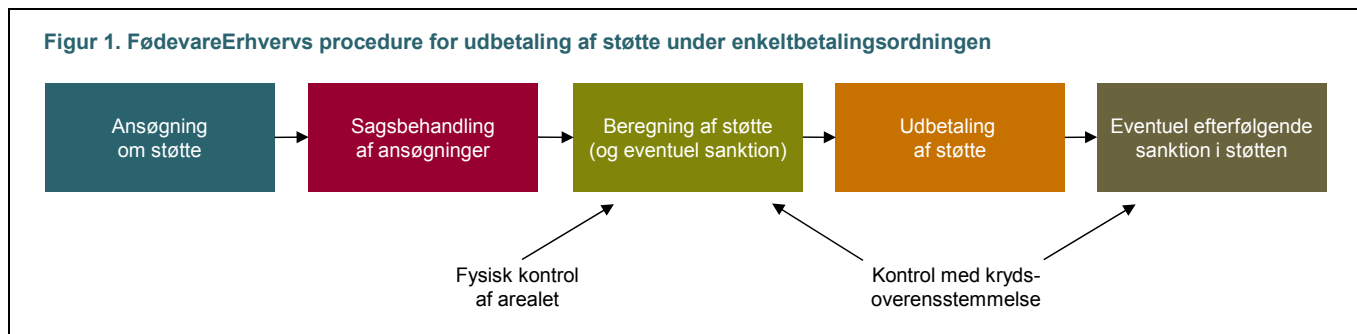 Figur 1. FødevareErhvervs procedure for udbetaling af støtte under enkeltbetalingsordningen
Ansøgning
om støtte
Sagsbehandling
af ansøgninger
Beregning af støtte
(og eventuel sanktion)
Udbetaling
af støtte
Eventuel efterfølgende
sanktion i støtten
Fysisk kontrol
af arealet
Kontrol med kryds-
overensstemmelse